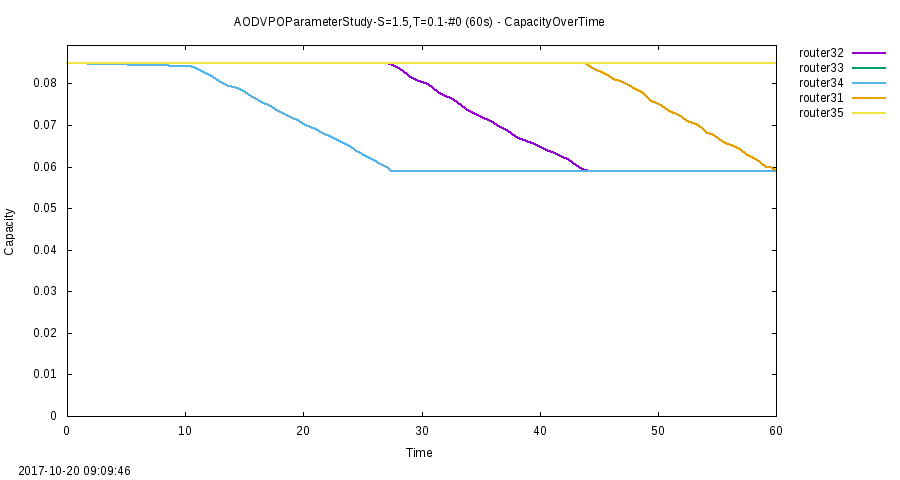 AODVPOParameterStudy-S=1.5,T=0.1-#0 (60s) - CapacityOverTime
router32
router33
router34
router31
router35
0.08
0.07
0.06
0.05
0.04
0.03
0.02
0.01
0
Capacity
0 10 20 30 40 50 60
Time
2017-10-20 09:09:46